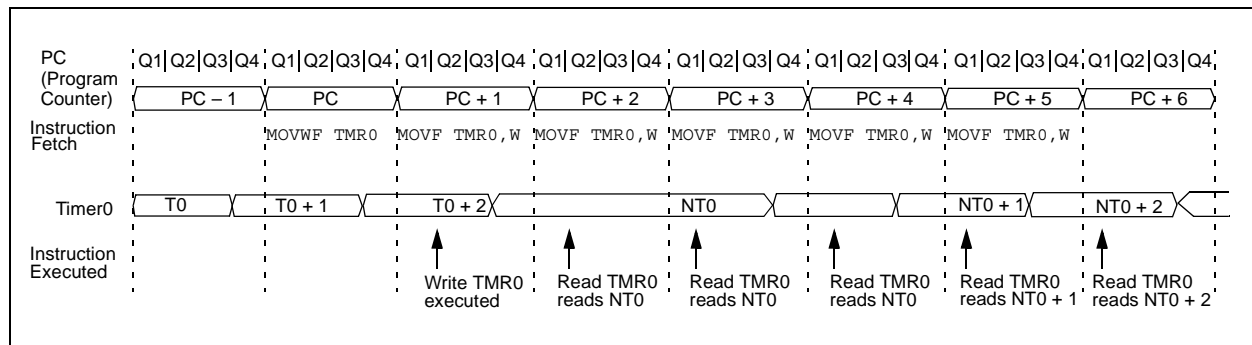 PC
(Program
Counter)
Q1 Q2 Q3 Q4 Q1 Q2 Q3 Q4 Q1 Q2 Q3 Q4 Q1 Q2 Q3 Q4 Q1 Q2 Q3 Q4 Q1 Q2 Q3 Q4 Q1 Q2 Q3 Q4 Q1 Q2 Q3 Q4
PC – 1 PC PC + 1 PC + 2 PC + 3 PC + 4 PC + 5 PC + 6
Instruction
Fetch
MOVWF TMR0 MOVF TMR0,W MOVF TMR0,W MOVF TMR0,W MOVF TMR0,W MOVF TMR0,W
Timer0
T0 T0 + 1 T0 + 2 NT0 NT0 + 1 NT0 + 2
Instruction
Executed
Write TMR0
executed
Read TMR0
reads NT0
Read TMR0
reads NT0
Read TMR0
reads NT0
Read TMR0
reads NT0 + 1
Read TMR0
reads NT0 + 2